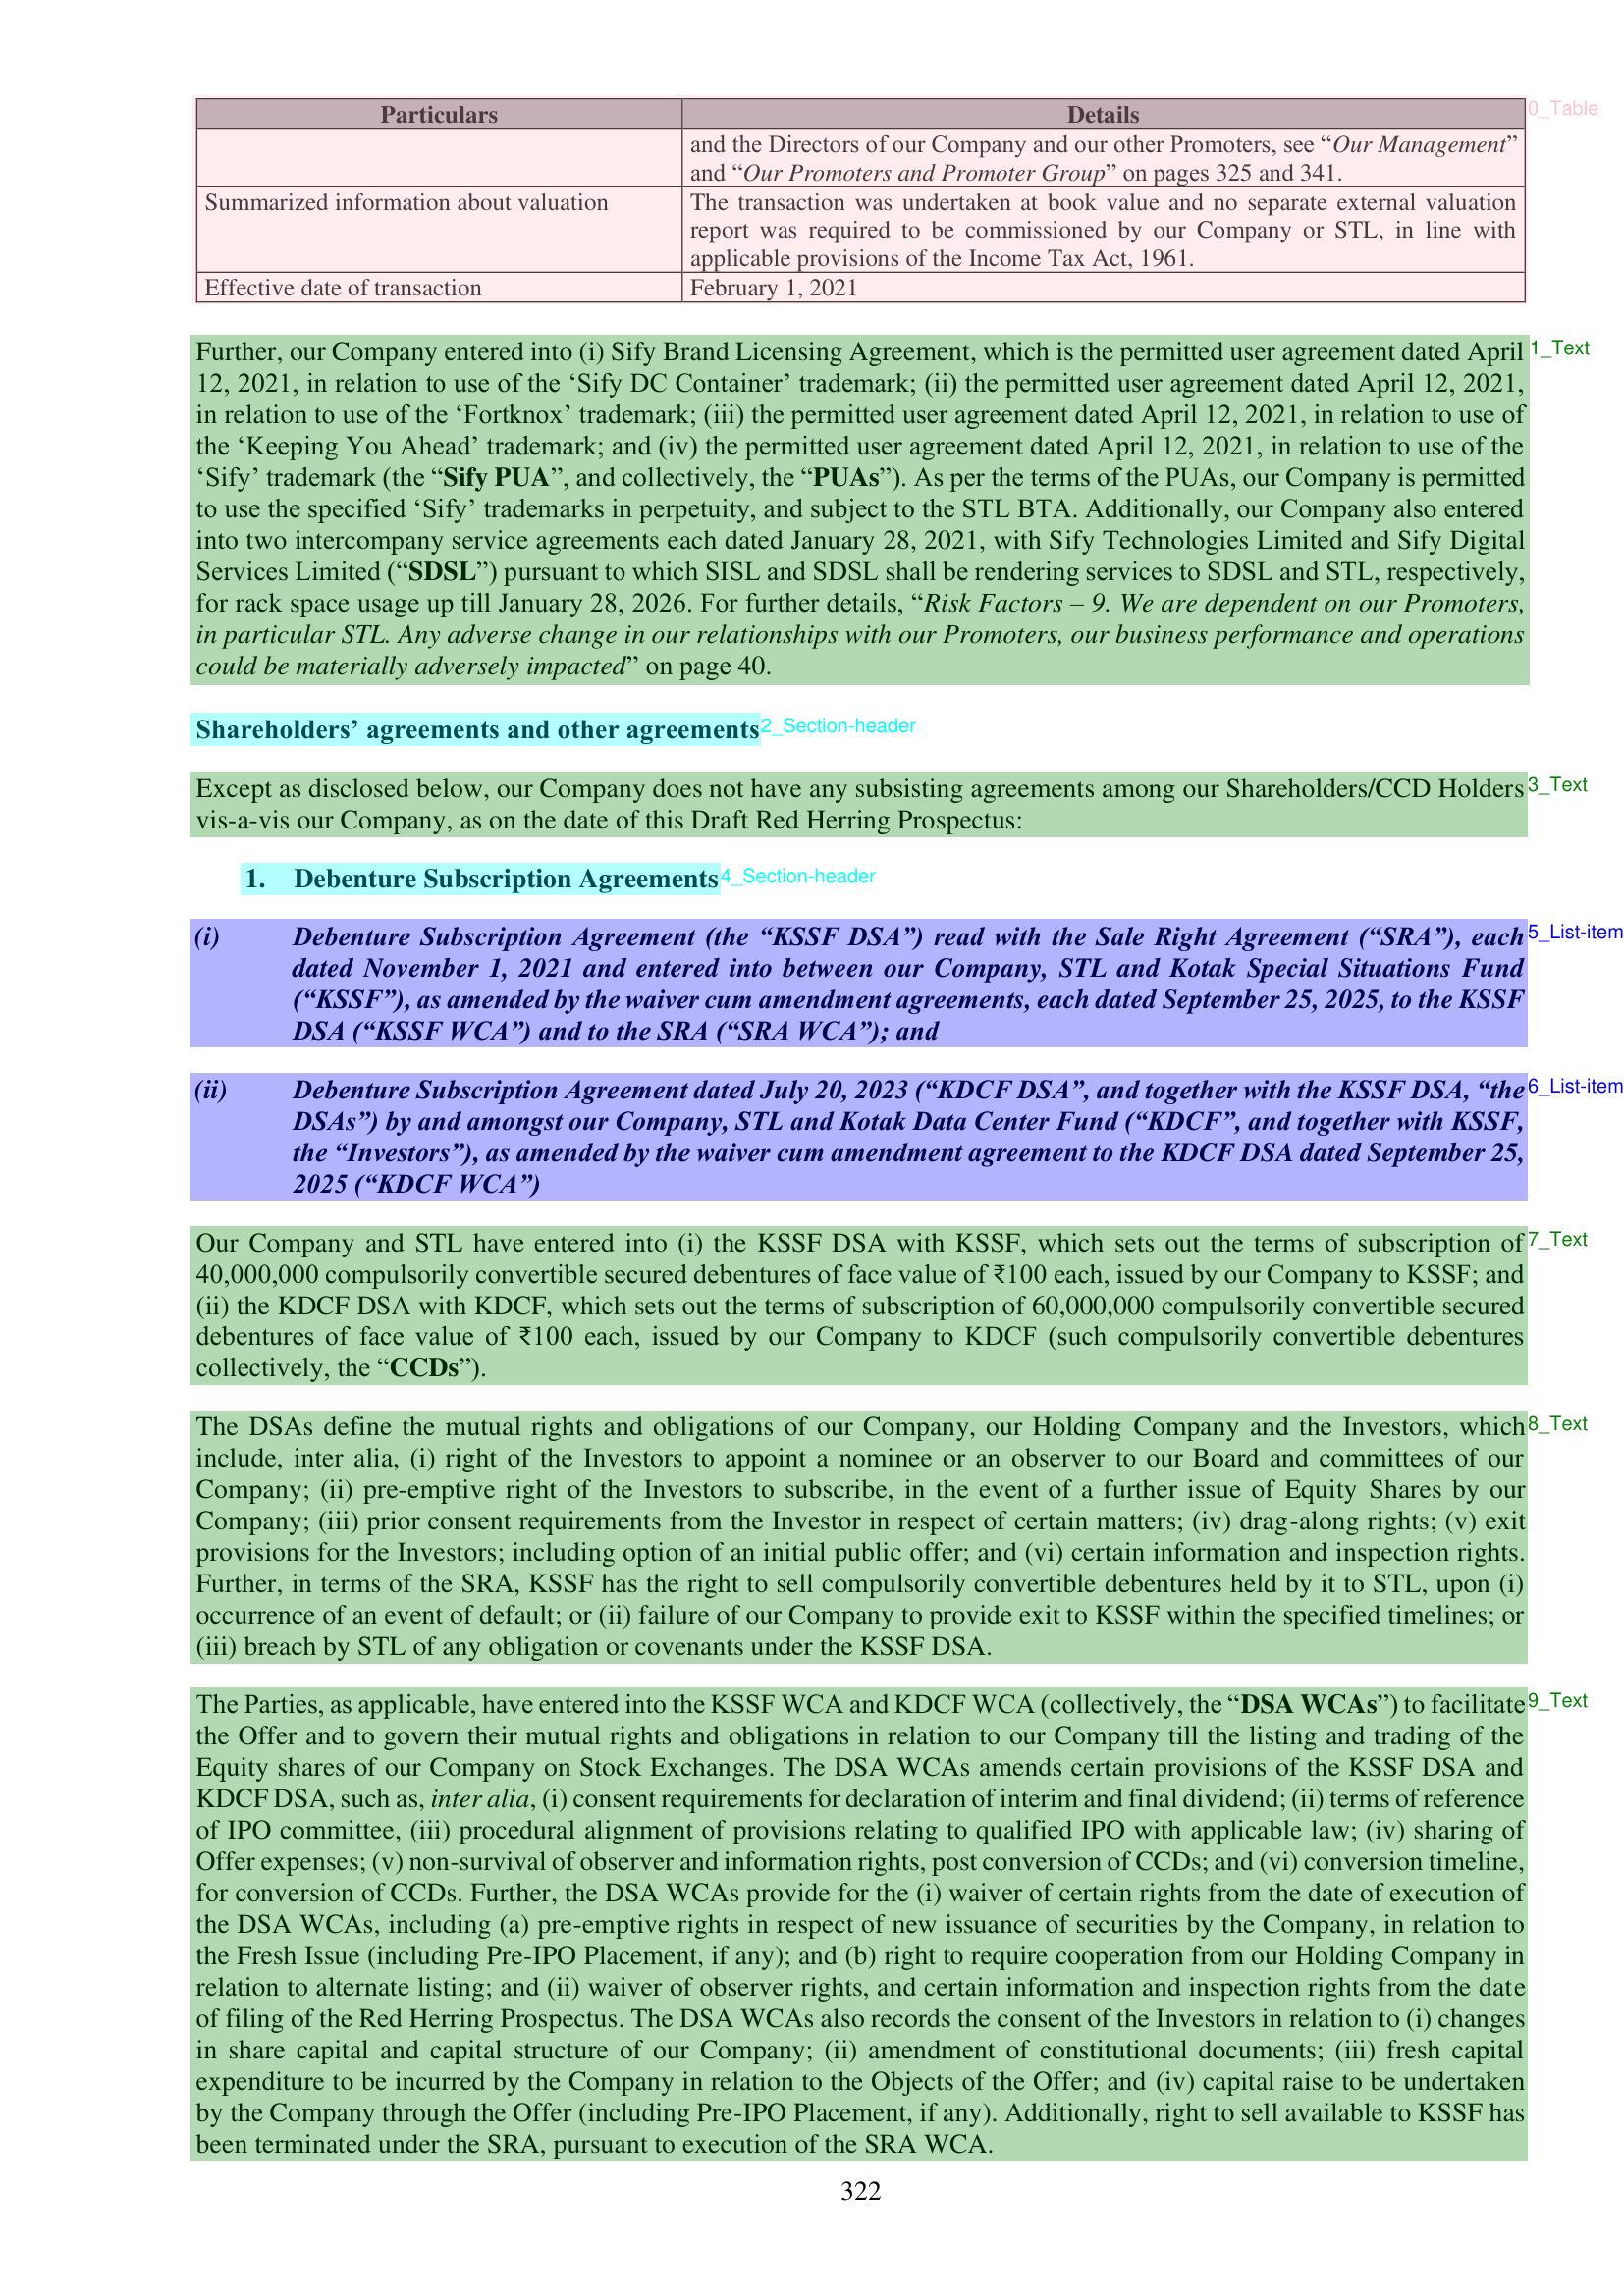 Particulars Details
0_Table
and the Directors of our Company and our other Promoters, see “Our Management”
and “Our Promoters and Promoter Group” on pages 325 and 341.
Summarized information about valuation The transaction was undertaken at book value and no separate external valuation
report was required to be commissioned by our Company or STL, in line with
applicable provisions of the Income Tax Act, 1961.
Effective date of transaction February 1, 2021
Further, our Company entered into (i) Sify Brand Licensing Agreement, which is the permitted user agreement dated April
1_Text
12, 2021, in relation to use of the ‘Sify DC Container’ trademark; (ii) the permitted user agreement dated April 12, 2021,
in relation to use of the ‘Fortknox’ trademark; (iii) the permitted user agreement dated April 12, 2021, in relation to use of
the ‘Keeping You Ahead’ trademark; and (iv) the permitted user agreement dated April 12, 2021, in relation to use of the
‘Sify’ trademark (the “Sify PUA”, and collectively, the “PUAs”). As per the terms of the PUAs, our Company is permitted
to use the specified ‘Sify’ trademarks in perpetuity, and subject to the STL BTA. Additionally, our Company also entered
into two intercompany service agreements each dated January 28, 2021, with Sify Technologies Limited and Sify Digital
Services Limited (“SDSL”) pursuant to which SISL and SDSL shall be rendering services to SDSL and STL, respectively,
for rack space usage up till January 28, 2026. For further details, “Risk Factors – 9. We are dependent on our Promoters,
in particular STL. Any adverse change in our relationships with our Promoters, our business performance and operations
could be materially adversely impacted” on page 40.
Shareholders’ agreements and other agreements
2_Section-header
Except as disclosed below, our Company does not have any subsisting agreements among our Shareholders/CCD Holders
3_Text
vis-a-vis our Company, as on the date of this Draft Red Herring Prospectus:
1. Debenture Subscription Agreements
4_Section-header
(i) Debenture Subscription Agreement (the “KSSF DSA”) read with the Sale Right Agreement (“SRA”), each
5_List-item
dated November 1, 2021 and entered into between our Company, STL and Kotak Special Situations Fund
(“KSSF”), as amended by the waiver cum amendment agreements, each dated September 25, 2025, to the KSSF
DSA (“KSSF WCA”) and to the SRA (“SRA WCA”); and
(ii) Debenture Subscription Agreement dated July 20, 2023 (“KDCF DSA”, and together with the KSSF DSA, “the
6_List-item
DSAs”) by and amongst our Company, STL and Kotak Data Center Fund (“KDCF”, and together with KSSF,
the “Investors”), as amended by the waiver cum amendment agreement to the KDCF DSA dated September 25,
2025 (“KDCF WCA”)
Our Company and STL have entered into (i) the KSSF DSA with KSSF, which sets out the terms of subscription of
7_Text
40,000,000 compulsorily convertible secured debentures of face value of ₹100 each, issued by our Company to KSSF; and
(ii) the KDCF DSA with KDCF, which sets out the terms of subscription of 60,000,000 compulsorily convertible secured
debentures of face value of ₹100 each, issued by our Company to KDCF (such compulsorily convertible debentures
collectively, the “CCDs”).
The DSAs define the mutual rights and obligations of our Company, our Holding Company and the Investors, which
8_Text
include, inter alia, (i) right of the Investors to appoint a nominee or an observer to our Board and committees of our
Company; (ii) pre-emptive right of the Investors to subscribe, in the event of a further issue of Equity Shares by our
Company; (iii) prior consent requirements from the Investor in respect of certain matters; (iv) drag-along rights; (v) exit
provisions for the Investors; including option of an initial public offer; and (vi) certain information and inspection rights.
Further, in terms of the SRA, KSSF has the right to sell compulsorily convertible debentures held by it to STL, upon (i)
occurrence of an event of default; or (ii) failure of our Company to provide exit to KSSF within the specified timelines; or
(iii) breach by STL of any obligation or covenants under the KSSF DSA.
The Parties, as applicable, have entered into the KSSF WCA and KDCF WCA (collectively, the “DSA WCAs”) to facilitate
9_Text
the Offer and to govern their mutual rights and obligations in relation to our Company till the listing and trading of the
Equity shares of our Company on Stock Exchanges. The DSA WCAs amends certain provisions of the KSSF DSA and
KDCF DSA, such as, inter alia, (i) consent requirements for declaration of interim and final dividend; (ii) terms of reference
of IPO committee, (iii) procedural alignment of provisions relating to qualified IPO with applicable law; (iv) sharing of
Offer expenses; (v) non-survival of observer and information rights, post conversion of CCDs; and (vi) conversion timeline,
for conversion of CCDs. Further, the DSA WCAs provide for the (i) waiver of certain rights from the date of execution of
the DSA WCAs, including (a) pre-emptive rights in respect of new issuance of securities by the Company, in relation to
the Fresh Issue (including Pre-IPO Placement, if any); and (b) right to require cooperation from our Holding Company in
relation to alternate listing; and (ii) waiver of observer rights, and certain information and inspection rights from the date
of filing of the Red Herring Prospectus. The DSA WCAs also records the consent of the Investors in relation to (i) changes
in share capital and capital structure of our Company; (ii) amendment of constitutional documents; (iii) fresh capital
expenditure to be incurred by the Company in relation to the Objects of the Offer; and (iv) capital raise to be undertaken
by the Company through the Offer (including Pre-IPO Placement, if any). Additionally, right to sell available to KSSF has
been terminated under the SRA, pursuant to execution of the SRA WCA.
322